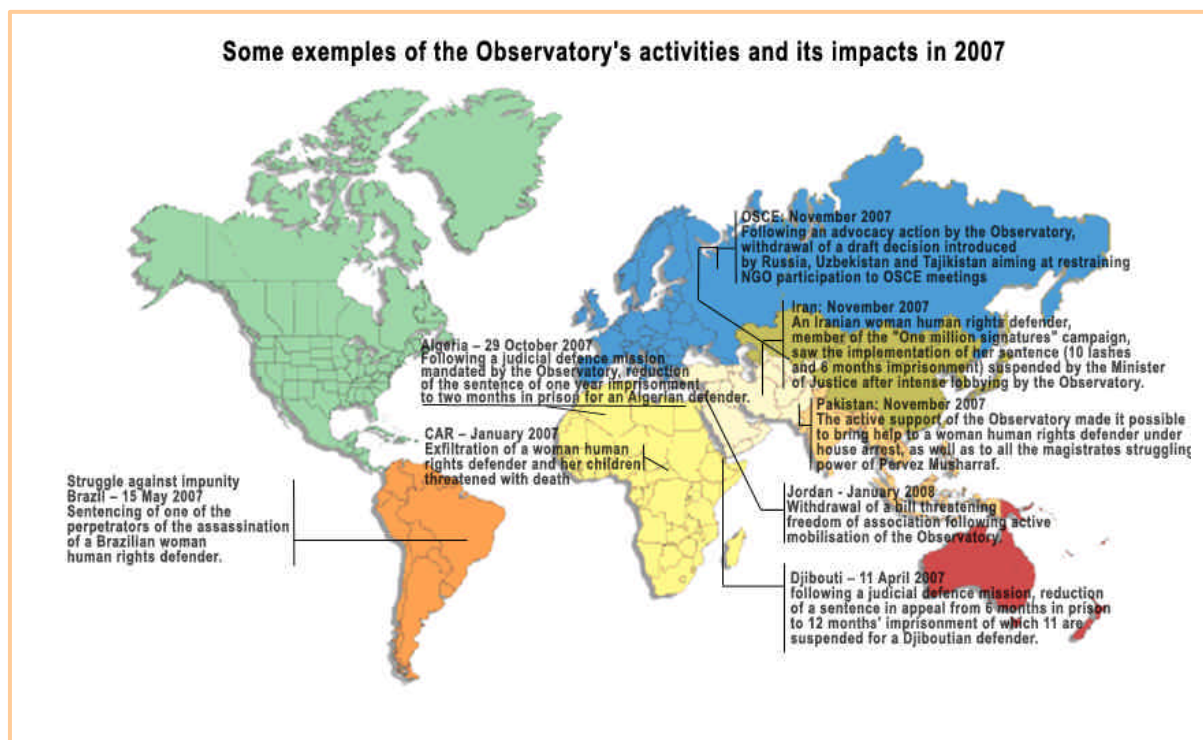 Some exemples of the Observatory's activities and its impacts in 2007
OSCE: November 2007
Following an advocacy action by the Observatory,
withdrawal of a draft decision introduced
by Russia, Uzbekistan and Tajikistan aiming at restraining
NGO participation to OSCE meetings
Iran: November 2007
An Iranian woman human rights defender,
member of the "One million signatures" campaign,
saw the implementation of her sentence (10 lashes
and 6 months imprisonment) suspended by the Minister
of Justice after intense lobbying by the Observatory.
Algeria – 29 October 2007
Following a judicial defence mission
mandated by the Observatory, reduction
of the sentence of one year imprisonment
to two months in prison for an Algerian defender.
Pakistan: November 2007
The active support of the Observatory made it possible
to bring help to a woman human rights defender under
house arrest, as well as to all the magistrates struggling
power of Pervez Musharraf.
CAR – January 2007
Exfiltration of a woman human
rights defender and her children
threatened with death
Struggle against impunity
Brazil – 15 May 2007
Sentencing of one of the
perpetrators of the assassination
of a Brazilian woman
human rights defender.
Jordan - January 2008
Withdrawal of a bill threatening
freedom of association following active
mobilisation of the Observatory.
Djibouti – 11 April 2007
following a judicial defence mission, reduction
of a sentence in appeal from 6 months in prison
to 12 months' imprisonment of which 11 are
suspended for a Djiboutian defender.